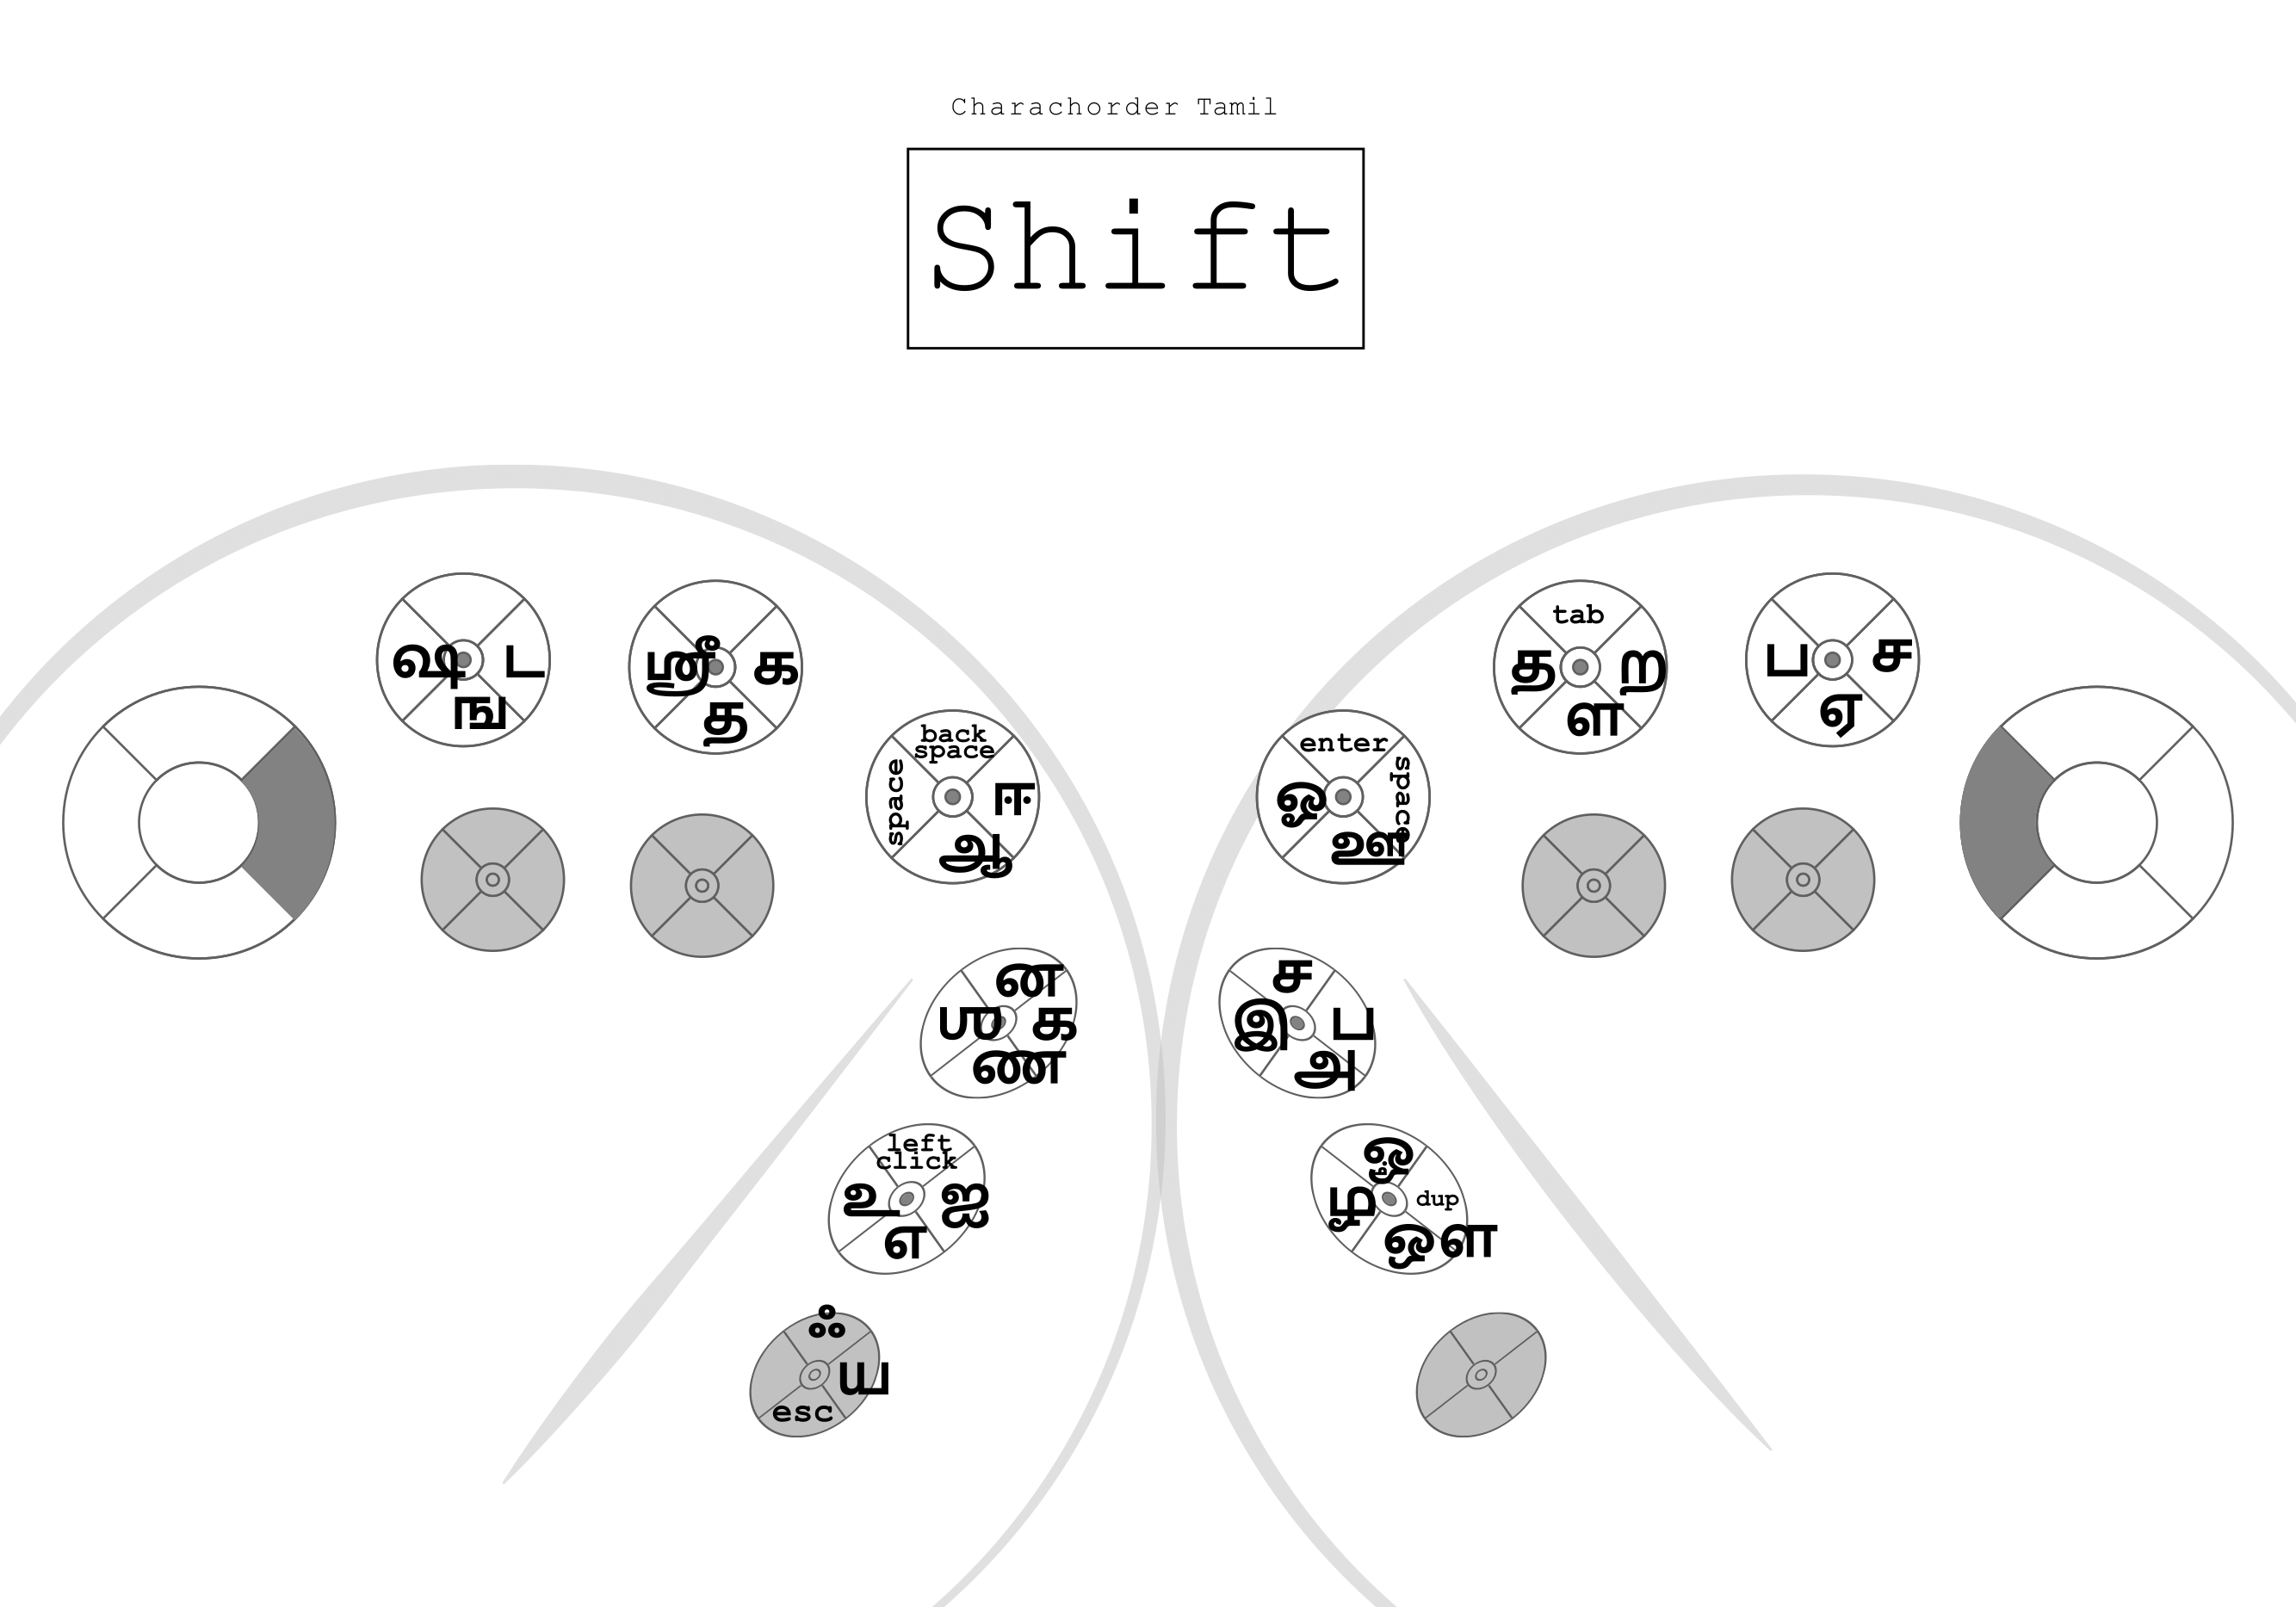 Charachorder Tamil
Shift
ஷ ட
ங
ஸ்ரீ க
த
back
space
space ஈ
ஆ
enter
ஓ space
ஊ
tab
த ற
ள
ப ச
ஏ
ன
ஶ க
ண
ச
இ ப
அ
left
click
உ ஐ
எ
ஒ
ழ dup
ஔ
ஃ
ய
esc